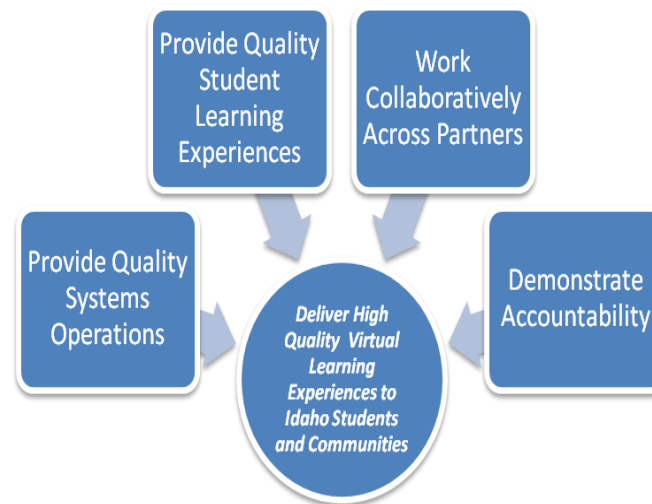 Provide Quality
Student
Learning
Experiences
Work
Collaboratively
Across Partners
Provide Quality
Systems
Operations
Demonstrate
Accountability
Deliver High
Quality Virtual
Learning
Experiences to
Idaho Students
and Communities